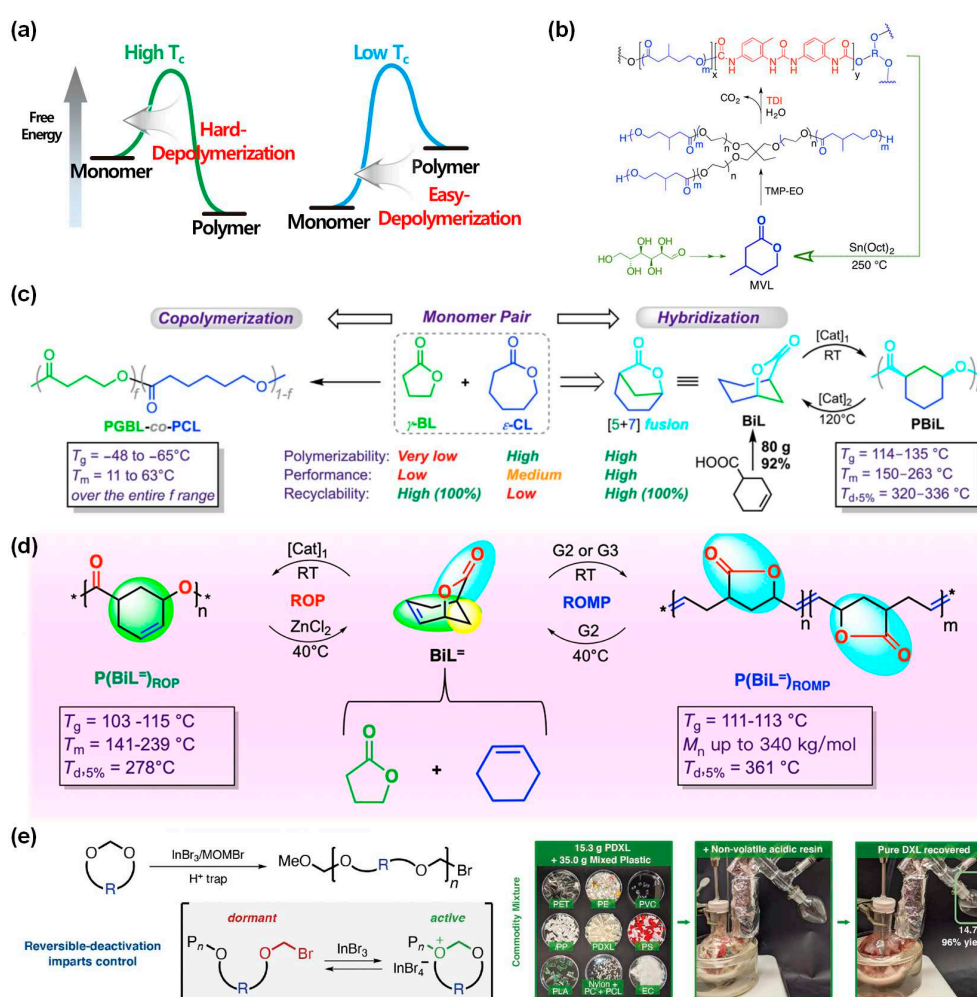 (a)
High Tc
Low Tc
Free
Energy
Hard-
Depolymerization
Monomer
Polymer
Polymer
Easy-
Depolymerization
Monomer
(b)
CO2
TDI
H2O
TMP-EO
Sn(Oct)2
250 °C
MVL
(c)
Copolymerization
Monomer Pair
Hybridization
[Cat]1
RT
[Cat]2
120°C
γ-BL
+
ε-CL
[5+7] fusion
BiL
PBiL
PGBL-co-PCL
Tg = −48 to −65°C
Tm = 11 to 63°C
over the entire f range
Polymerizability: Very low High High
Performance: Low Medium High
Recyclability: High (100%) Low High (100%)
HOOC
80 g
92%
Tg = 114–135 °C
Tm = 150–263 °C
Td,5% = 320–336 °C
(d)
[Cat]1
RT
ROP
ZnCl2
40°C
G2 or G3
RT
ROMP
G2
40°C
BiL=
P(BiL=)ROP
P(BiL=)ROMP
Tg = 103 -115 °C
Tm = 141-239 °C
Td,5% = 278°C
Tg = 111-113 °C
Mn up to 340 kg/mol
Td,5% = 361 °C
+
(e)
InBr3/MOMBr
H+ trap
MeO
Br
n
Reversible-deactivation
imparts control
dormant
active
Pn
Br
InBr3
Pn
InBr4−
R
Commodity Mixture
15.3 g PDXL
+ 35.0 g Mixed Plastic
PET
PE
PVC
PP
PDXL
PS
PLA
Nylon +
PC + PCL
EC
+ Non-volatile acidic resin
Pure DXL recovered
14.7
96% yie